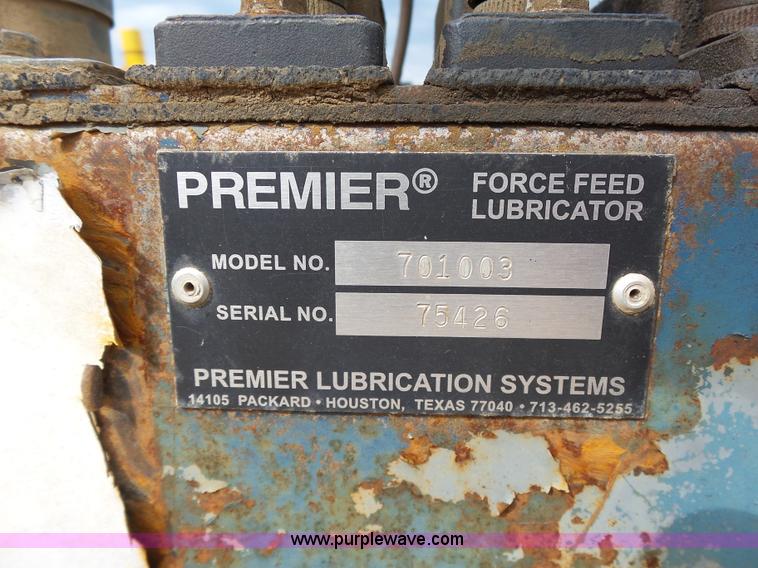 PREMIER® FORCE FEED
LUBRICATOR
MODEL NO. 701003
SERIAL NO. 75426
PREMIER LUBRICATION SYSTEMS
14105 PACKARD • HOUSTON, TEXAS 77040 • 713-462-5255
www.purplewave.com